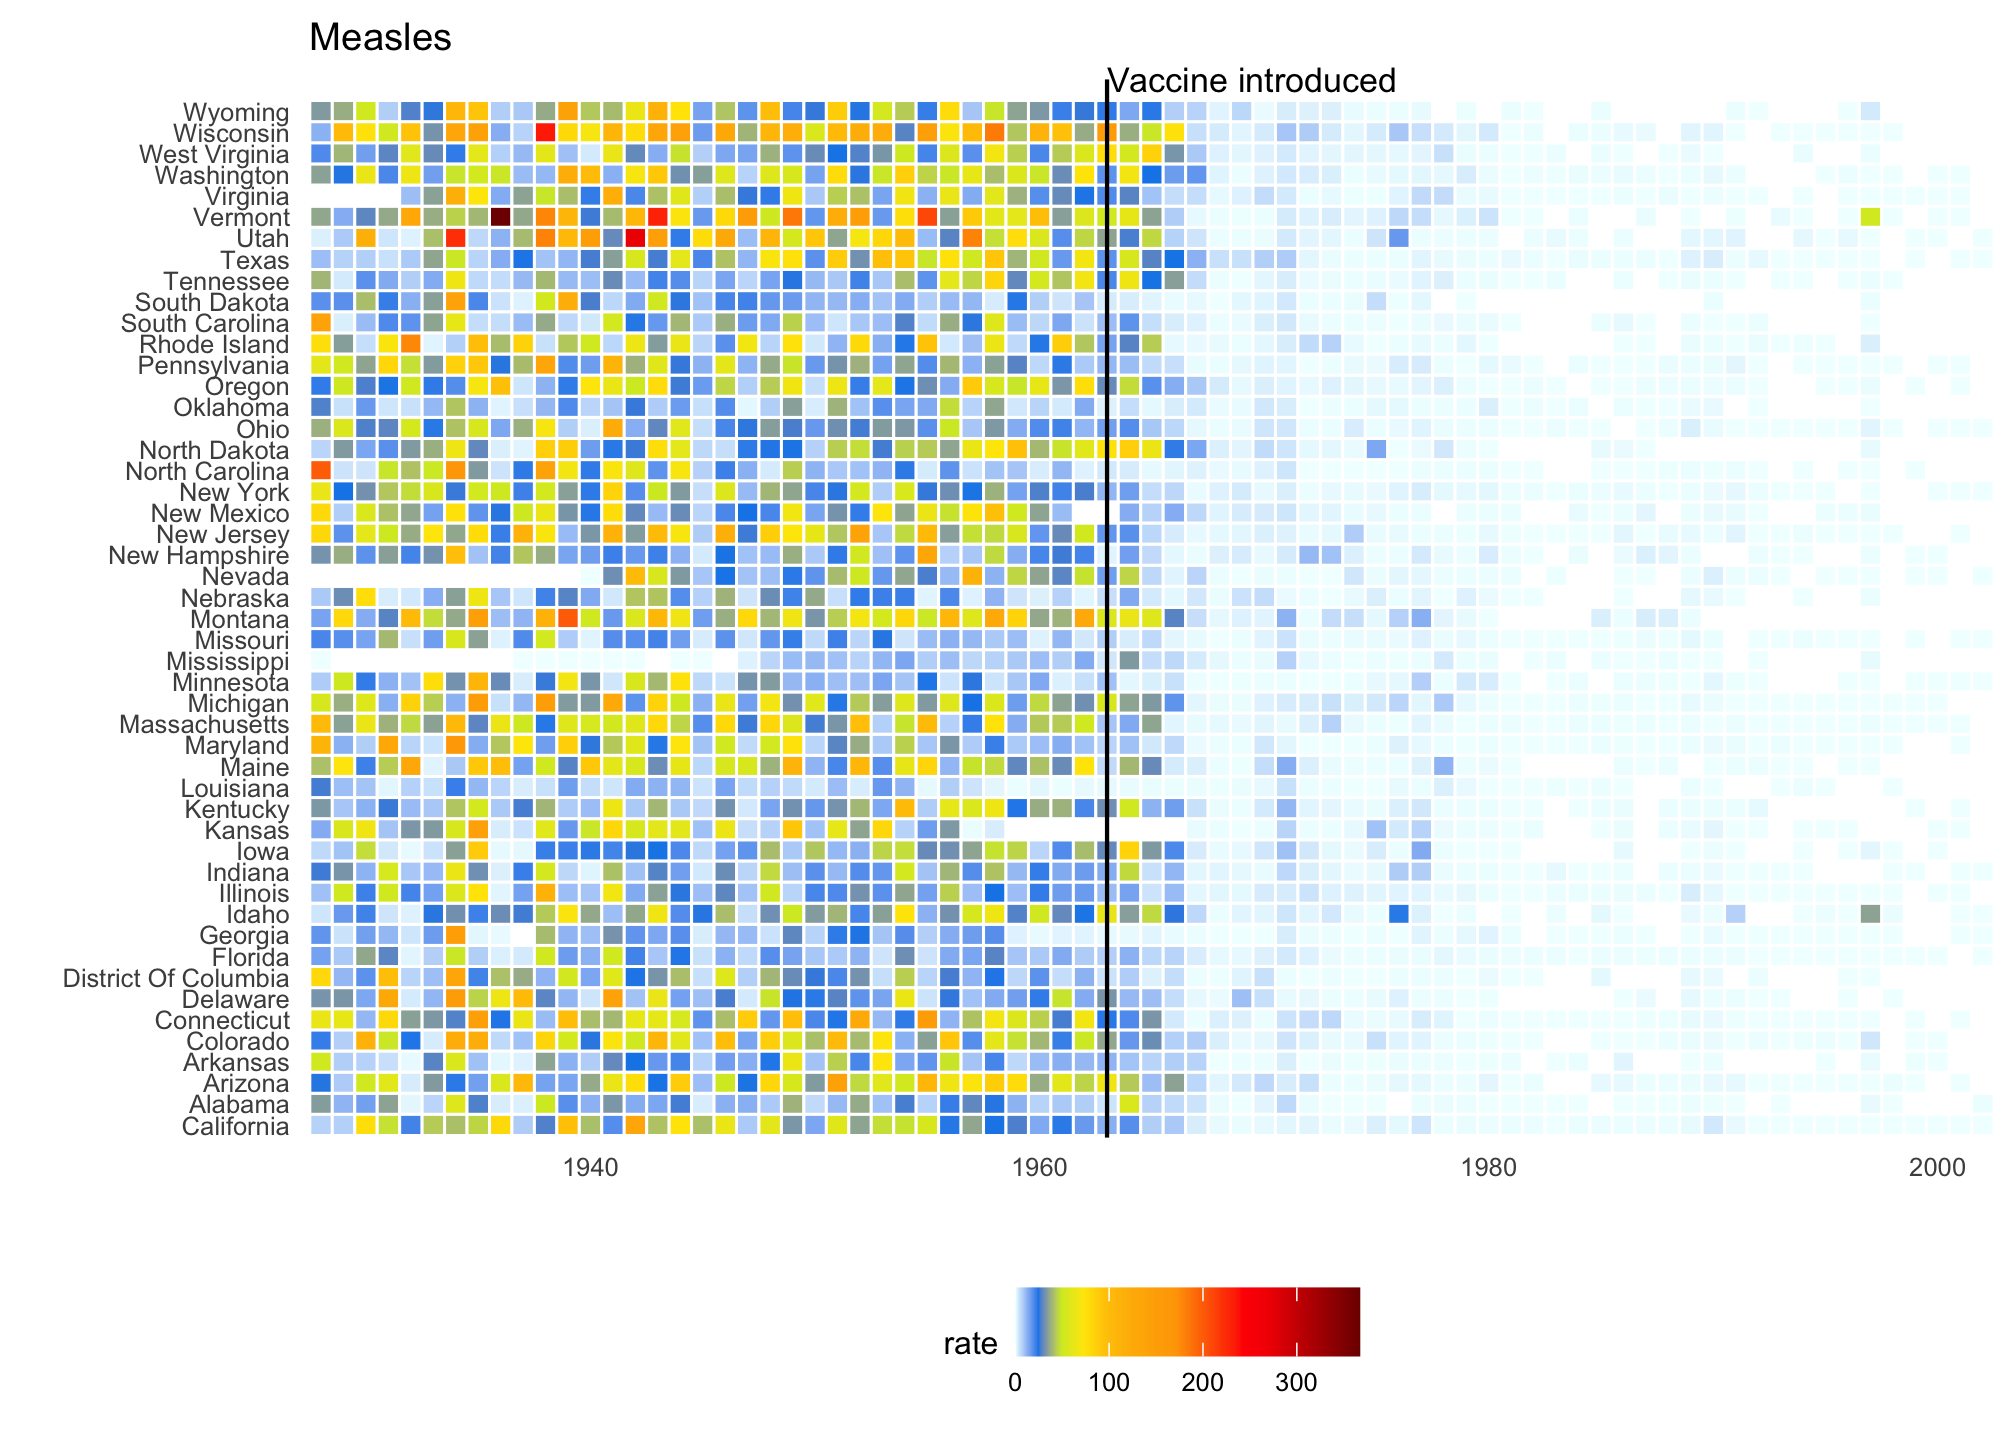 Measles
Vaccine introduced
Wyoming
Wisconsin
West Virginia
Washington
Virginia
Vermont
Utah
Texas
Tennessee
South Dakota
South Carolina
Rhode Island
Pennsylvania
Oregon
Oklahoma
Ohio
North Dakota
North Carolina
New York
New Mexico
New Jersey
New Hampshire
Nevada
Nebraska
Montana
Missouri
Mississippi
Minnesota
Michigan
Massachusetts
Maryland
Maine
Louisiana
Kentucky
Kansas
Iowa
Indiana
Illinois
Idaho
Georgia
Florida
District Of Columbia
Delaware
Connecticut
Colorado
Arkansas
Arizona
Alabama
California
1940 1960 1980 2000
rate
0 100 200 300